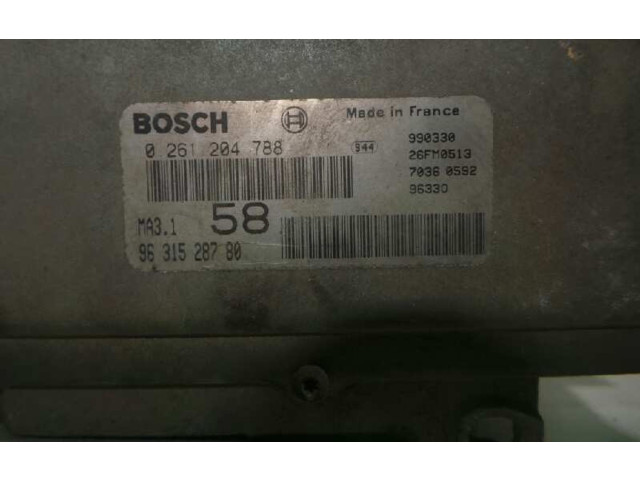 BOSCH Made in France
0 261 204 788 944 990330
26FM0513
7036 0592
96330
MA3.1 58
96 315 287 80